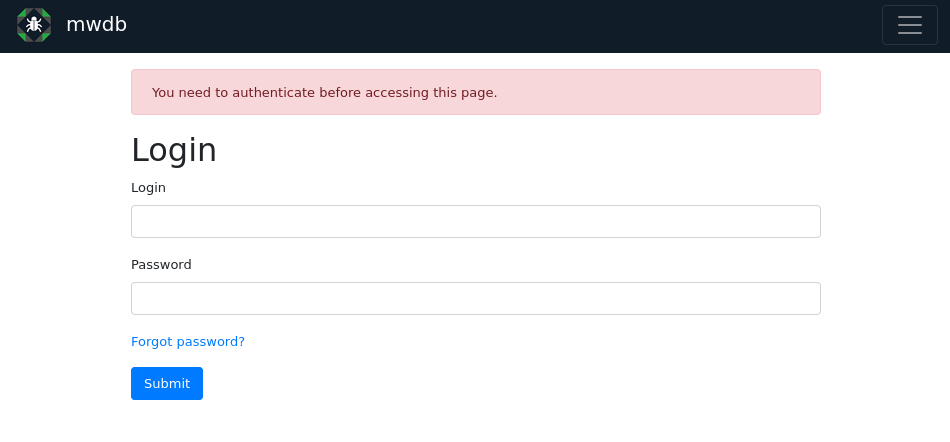 mwdb
You need to authenticate before accessing this page.
Login
Login
Password
Forgot password?
Submit